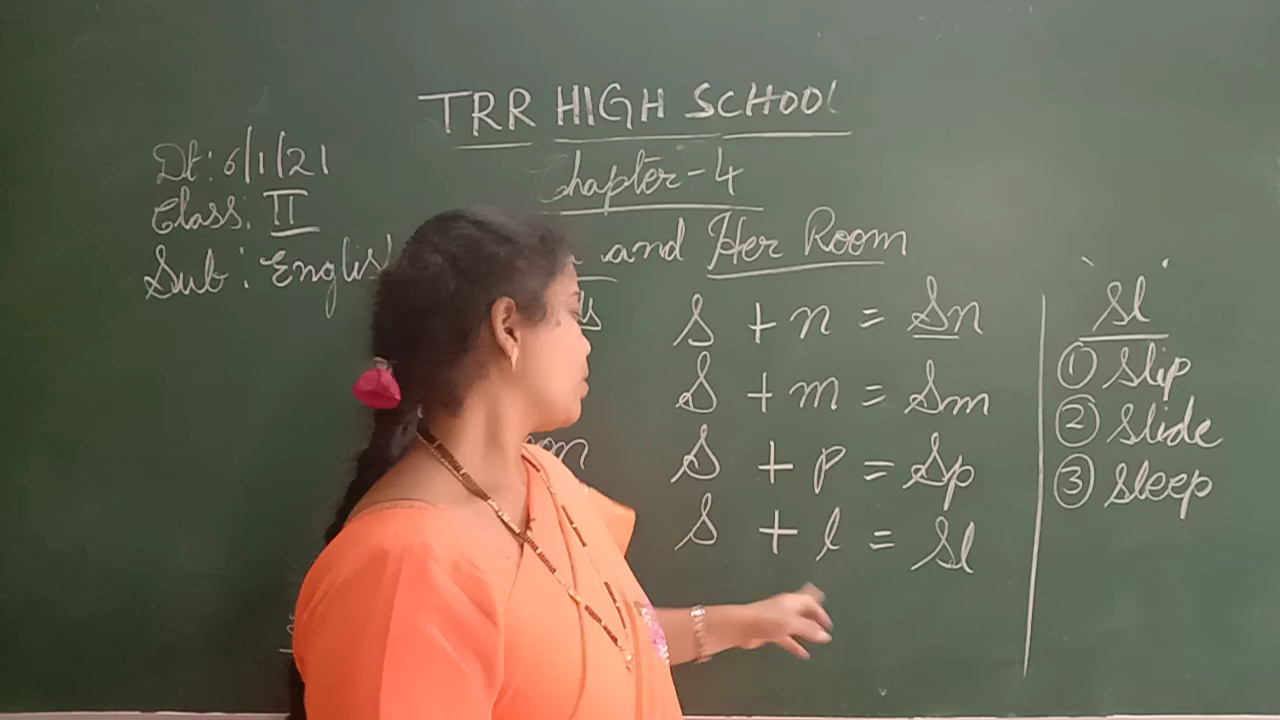 TRR HIGH SCHOOL
Dt: 6/1/21
Chapter-4
Class: II
Sub: English
and Her Room
S + n = Sn
S + m = Sm
S + p = Sp
S + l = Sl
Sl
① Slip
② Slide
③ Sleep